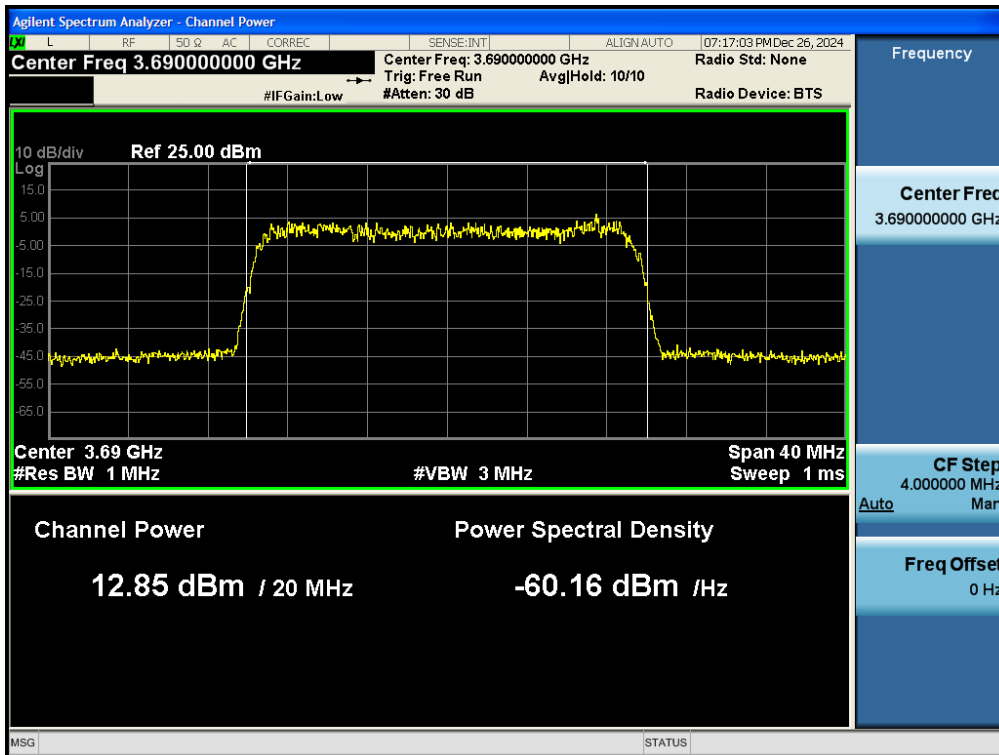 Agilent Spectrum Analyzer - Channel Power
LXI L RF 50 Ω AC CORREC SENSE:INT ALIGN AUTO 07:17:03 PM Dec 26, 2024
Center Freq 3.690000000 GHz
Center Freq: 3.690000000 GHz
Radio Std: None
Trig: Free Run Avg|Hold: 10/10
#IFGain:Low
#Atten: 30 dB
Radio Device: BTS
10 dB/div Ref 25.00 dBm
Log
15.0
5.00
-5.00
-15.0
-25.0
-35.0
-45.0
-55.0
-65.0
Center 3.69 GHz
Span 40 MHz
#Res BW 1 MHz
#VBW 3 MHz
Sweep 1 ms
Channel Power
Power Spectral Density
12.85 dBm / 20 MHz
-60.16 dBm /Hz
Frequency
Center Freq
3.690000000 GHz
CF Step
4.000000 MHz
Auto Man
Freq Offset
0 Hz
MSG
STATUS